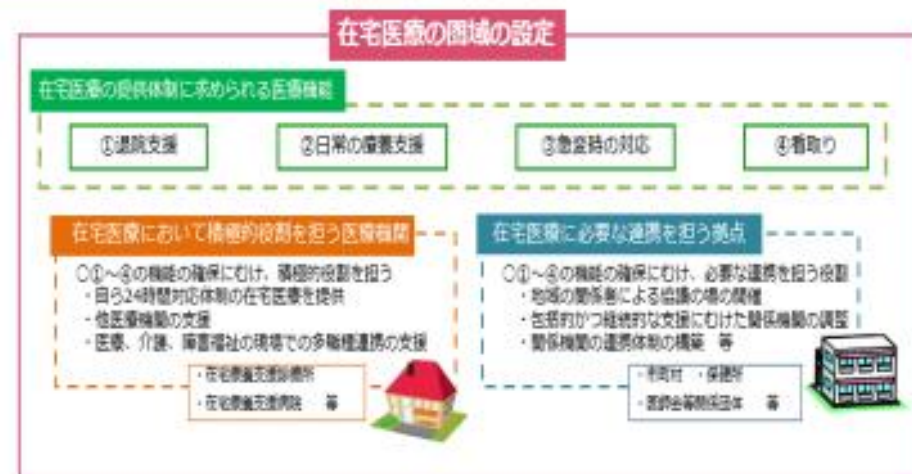 在宅医療の圏域の設定
在宅医療の提供体制に求められる医療機能
①退院支援
②日常の療養支援
③急変時の対応
④看取り
在宅医療において積極的役割を担う医療機関
〇①～④の機能の確保にむけ、積極的役割を担う
・自ら24時間対応体制の在宅医療を提供
・他医療機関の支援
・医療、介護、障害福祉の現場での多職種連携の支援
・在宅療養支援診療所
・在宅療養支援病院 等
在宅医療に必要な連携を担う拠点
〇①～④の機能の確保にむけ、必要な連携を担う役割
・地域の関係者による協議の場の開催
・包括的かつ継続的な支援にむけた関係機関の調整
・関係機関の連携体制の構築 等
・市町村 ・保健所
・医師会等関係団体 等